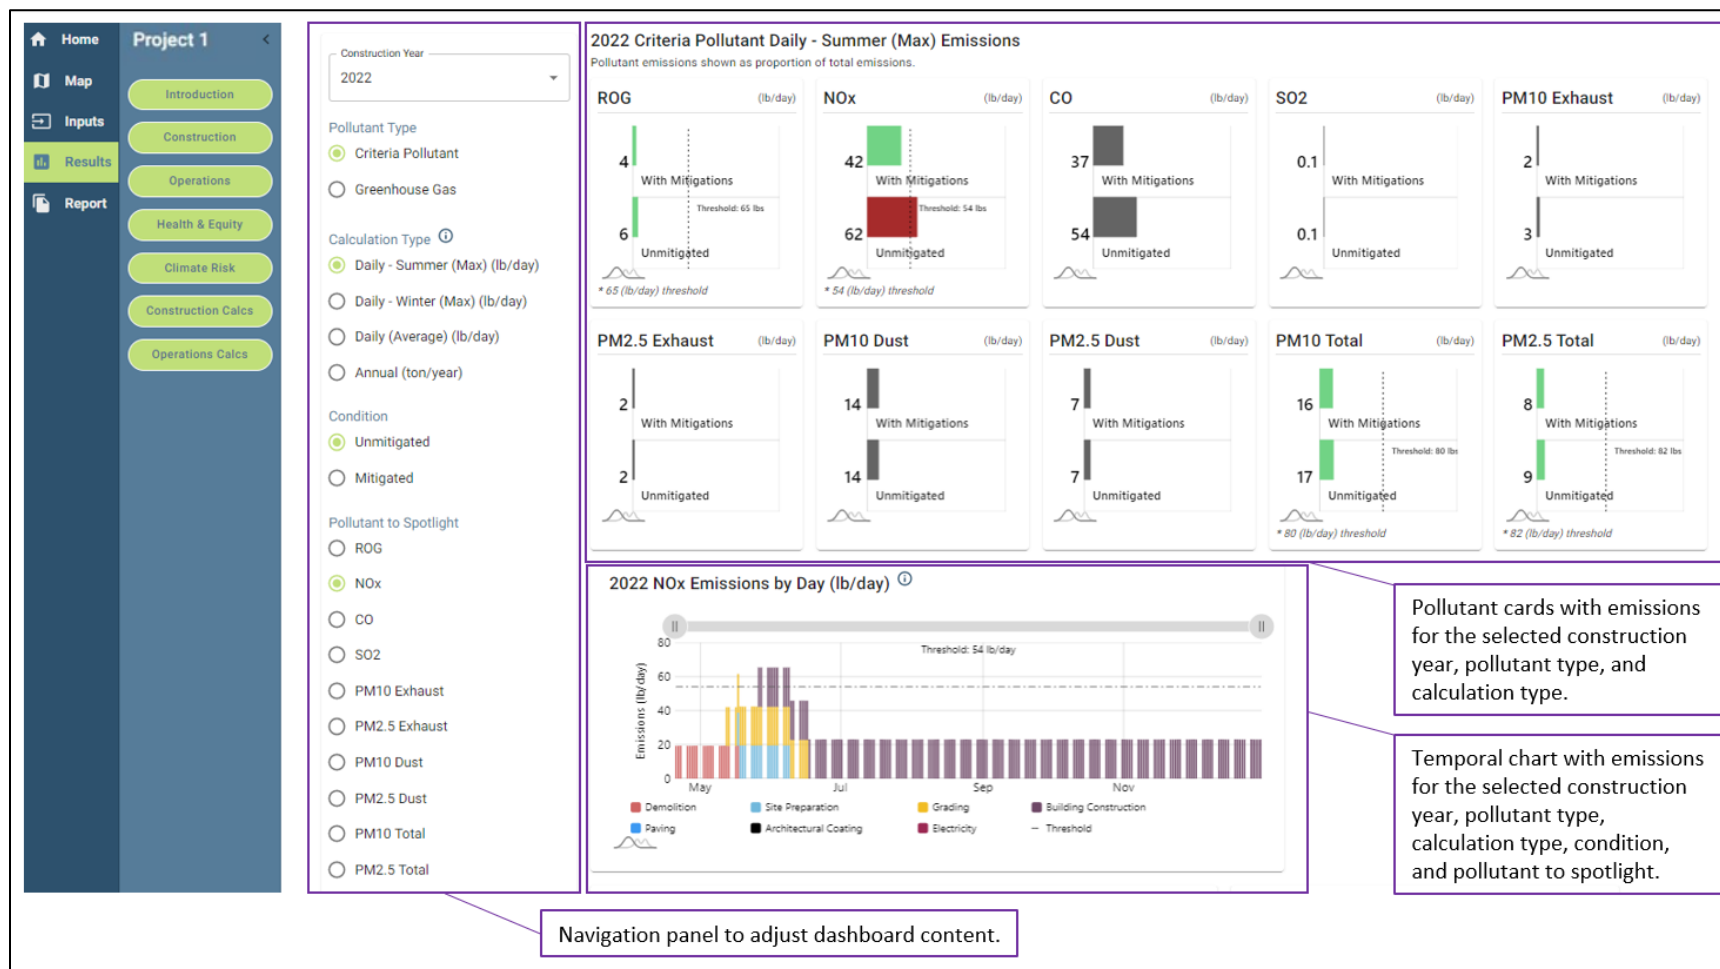 Home
Map
Inputs
Results
Report
Project 1
<
Introduction
Construction
Operations
Health & Equity
Climate Risk
Construction Calcs
Operations Calcs
Construction Year
2022
Pollutant Type
Criteria Pollutant
Greenhouse Gas
Calculation Type
Daily - Summer (Max) (lb/day)
Daily - Winter (Max) (lb/day)
Daily (Average) (lb/day)
Annual (ton/year)
Condition
Unmitigated
Mitigated
Pollutant to Spotlight
ROG
NOx
CO
SO2
PM10 Exhaust
PM2.5 Exhaust
PM10 Dust
PM2.5 Dust
PM10 Total
PM2.5 Total
2022 Criteria Pollutant Daily - Summer (Max) Emissions
Pollutant emissions shown as proportion of total emissions.
ROG (lb/day)
4
With Mitigations
Threshold: 65 lbs
6
Unmitigated
* 65 (lb/day) threshold
NOx (lb/day)
42
With Mitigations
Threshold: 54 lbs
62
Unmitigated
* 54 (lb/day) threshold
CO (lb/day)
37
With Mitigations
54
Unmitigated
SO2 (lb/day)
0.1
With Mitigations
0.1
Unmitigated
PM10 Exhaust (lb/day)
2
With Mitigations
3
Unmitigated
PM2.5 Exhaust (lb/day)
2
With Mitigations
2
Unmitigated
PM10 Dust (lb/day)
14
With Mitigations
14
Unmitigated
PM2.5 Dust (lb/day)
7
With Mitigations
7
Unmitigated
PM10 Total (lb/day)
16
With Mitigations
Threshold: 80 lbs
17
Unmitigated
* 80 (lb/day) threshold
PM2.5 Total (lb/day)
8
With Mitigations
Threshold: 82 lbs
9
Unmitigated
* 82 (lb/day) threshold
2022 NOx Emissions by Day (lb/day)
Threshold: 54 lb/day
Emissions (lb/day)
80
60
40
20
0
May Jul Sep Nov
Demolition Site Preparation Grading Building Construction
Paving Architectural Coating Electricity Threshold
Pollutant cards with emissions
for the selected construction
year, pollutant type, and
calculation type.
Temporal chart with emissions
for the selected construction
year, pollutant type,
calculation type, condition,
and pollutant to spotlight.
Navigation panel to adjust dashboard content.